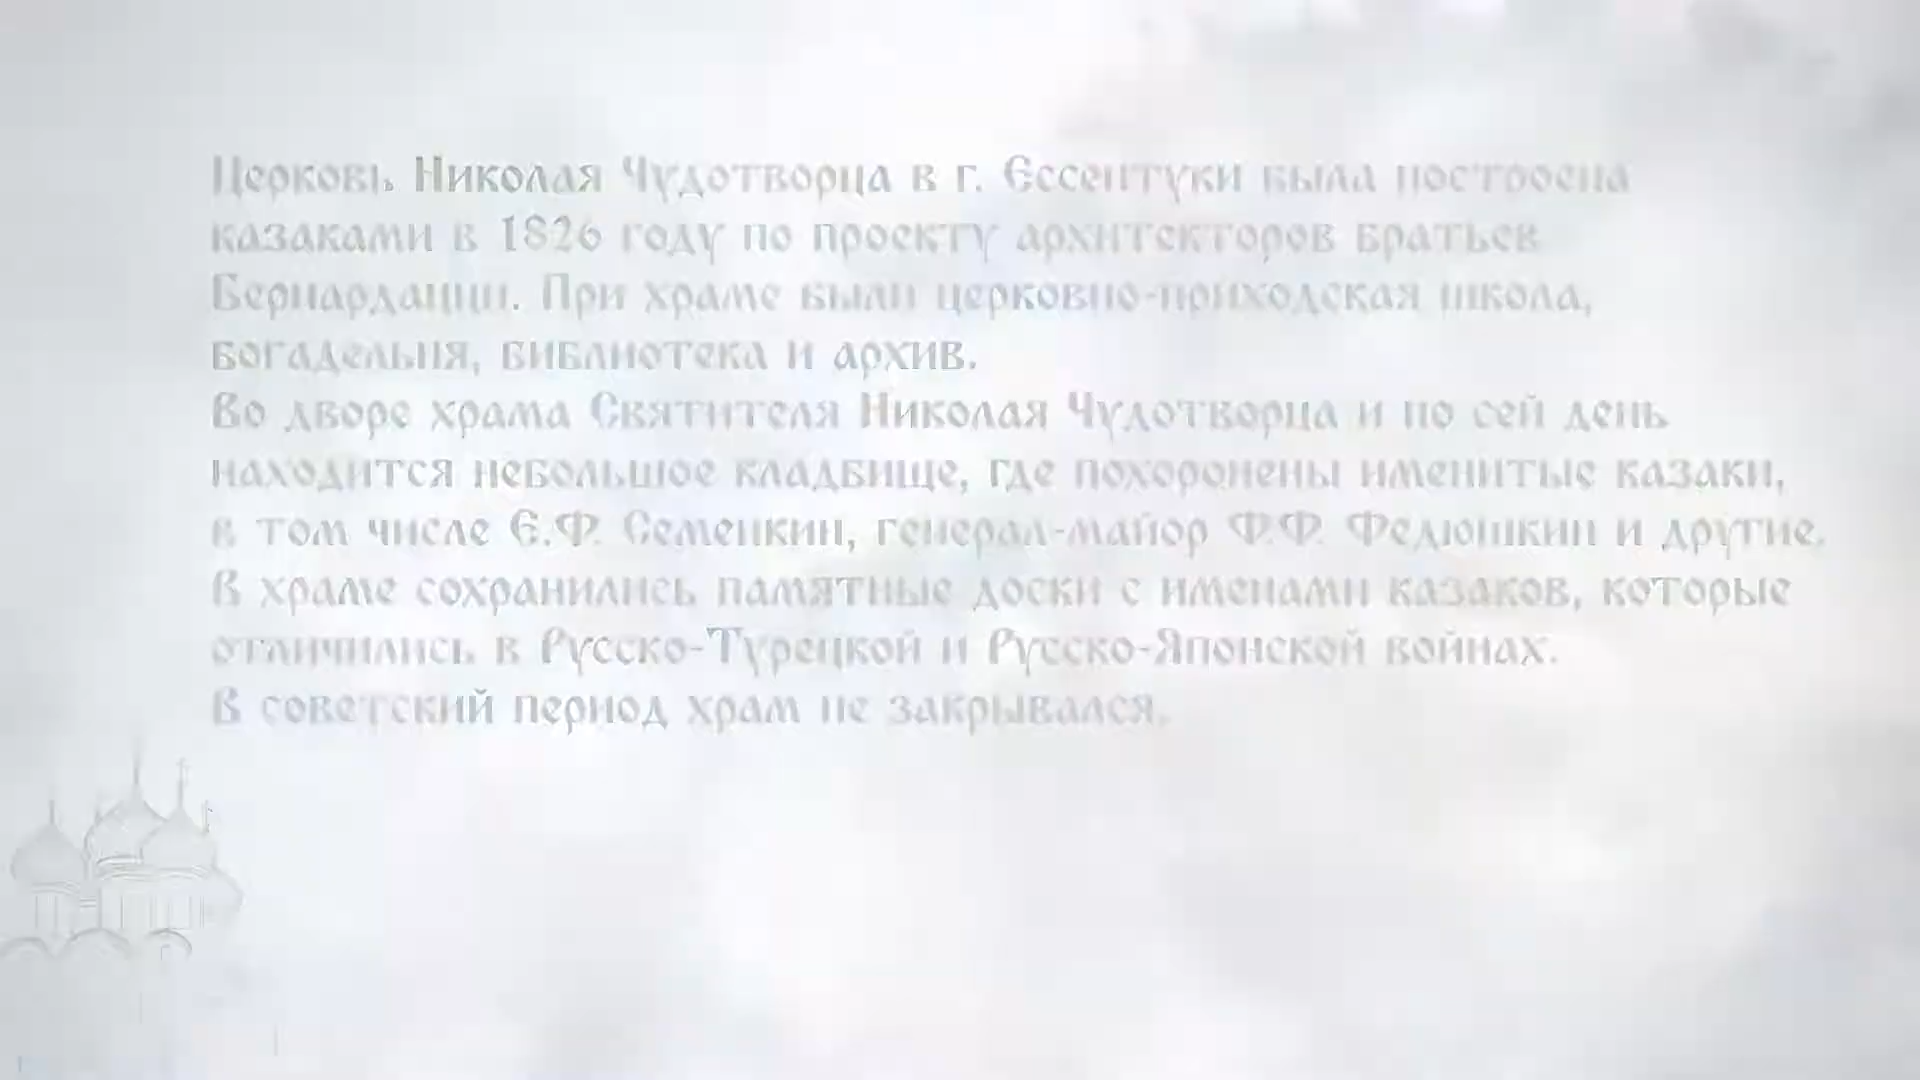 Церковь Николая Чудотворца в г. Ессентуки была построена
казаками в 1826 году по проекту архитекторов братьев
Бернардацци. При храме были церковно-приходская школа,
богадельня, библиотека и архив.
Во дворе храма Святителя Николая Чудотворца и по сей день
находится небольшое кладбище, где похоронены именитые казаки,
в том числе Е.Ф. Семенкин, генерал-майор Ф.Ф. Федюшкин и другие.
В храме сохранились памятные доски с именами казаков, которые
отличились в Русско-Турецкой и Русско-Японской войнах.
В советский период храм не закрывался.